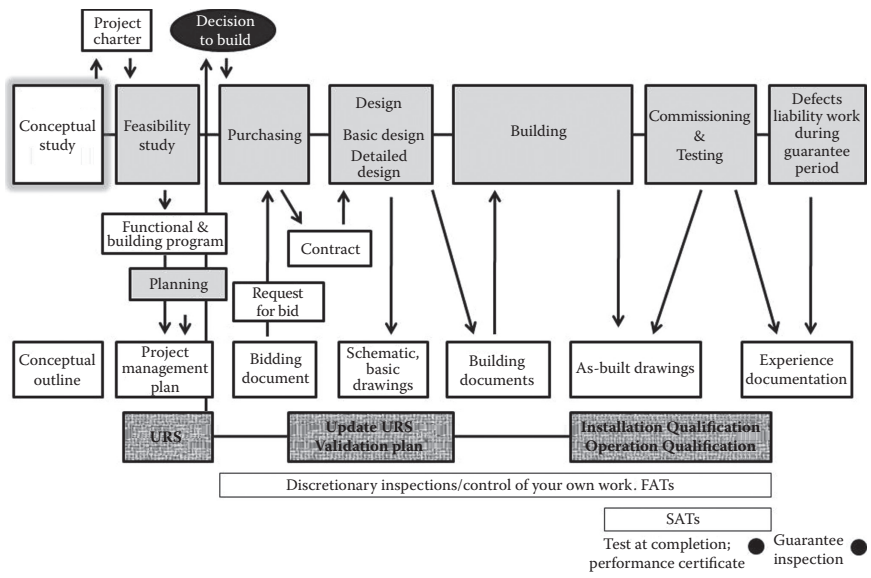 Project
charter
Decision
to build
Conceptual
study
Feasibility
study
Purchasing
Design
Basic design
Detailed
design
Building
Commissioning
&
Testing
Defects
liability work
during
guarantee
period
Functional &
building program
Contract
Planning
Request
for bid
Conceptual
outline
Project
management
plan
Bidding
document
Schematic,
basic
drawings
Building
documents
As-built drawings
Experience
documentation
URS
Update URS
Validation plan
Installation Qualification
Operation Qualification
Discretionary inspections/control of your own work. FATs
SATs
Test at completion;
performance certificate
Guarantee
inspection